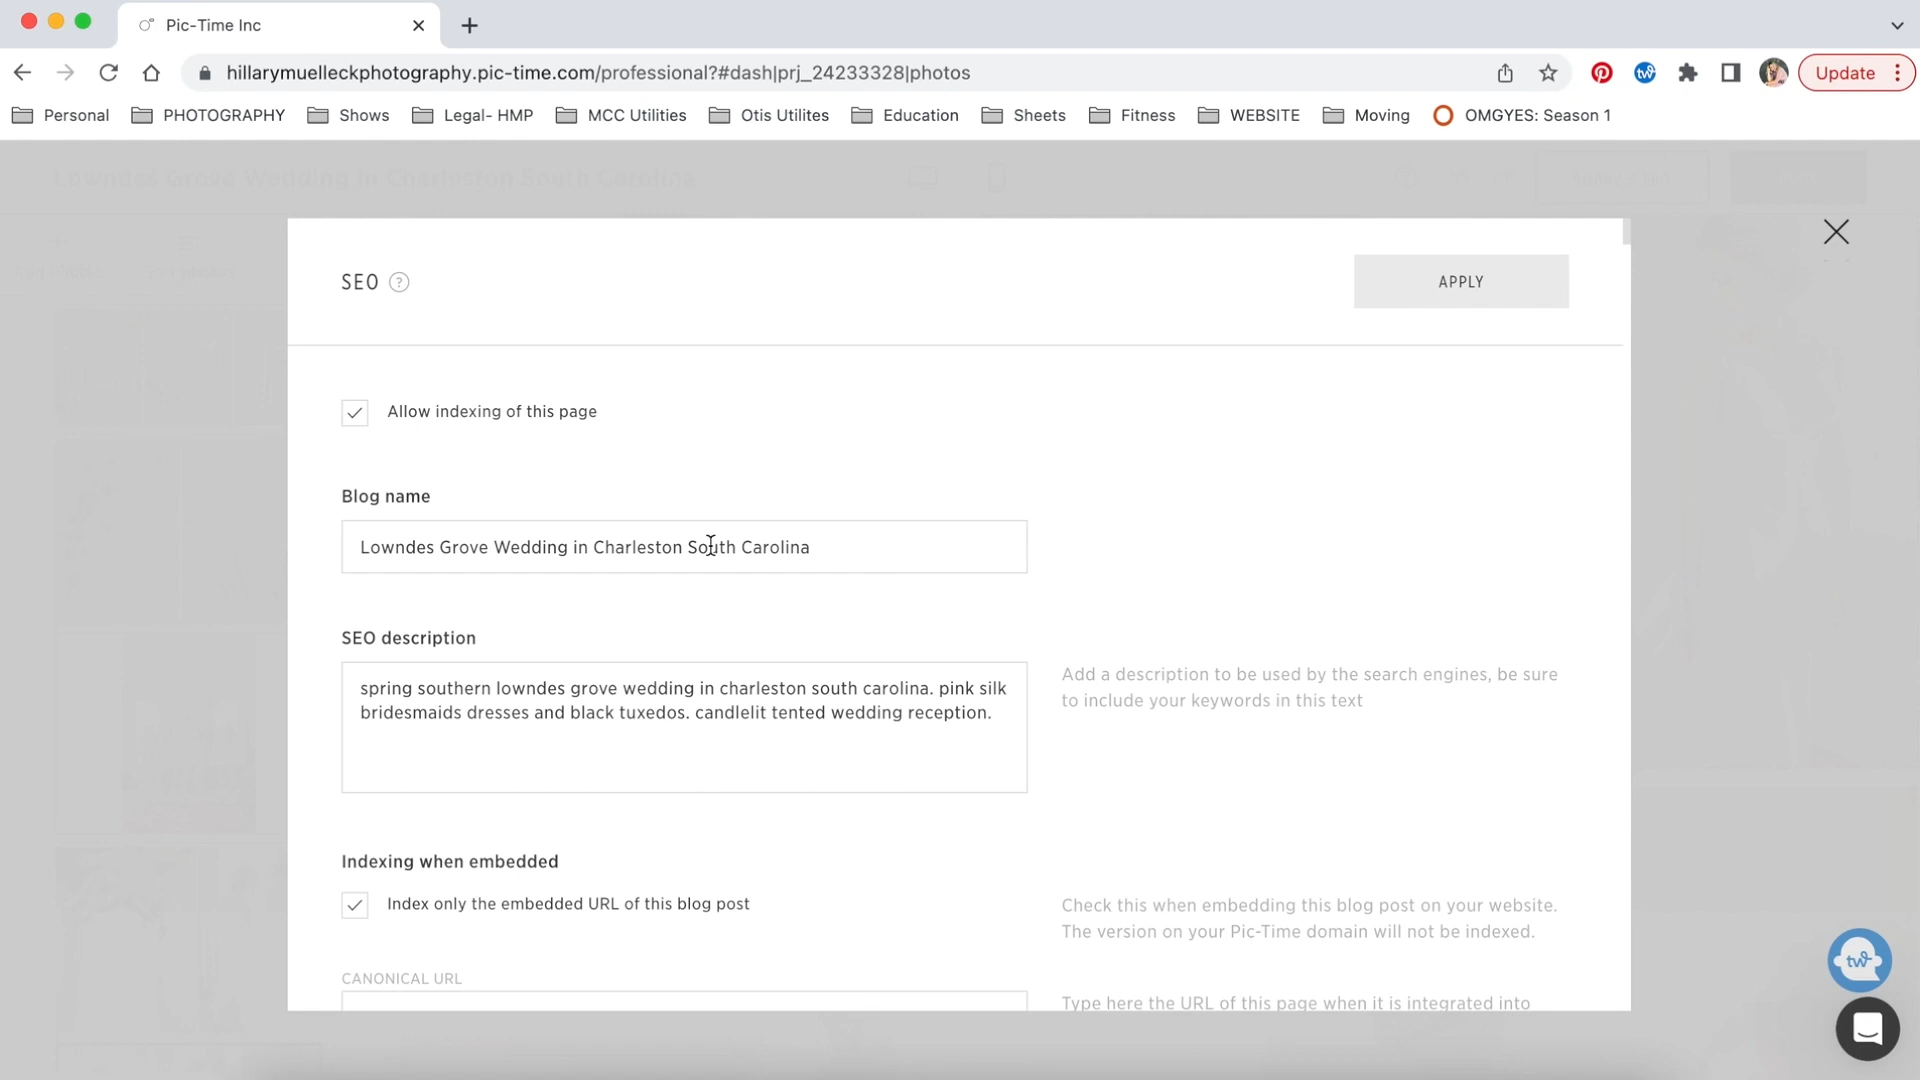 Pic-Time Inc
hillarymuelleckphotography.pic-time.com/professional?#dash|prj_24233328|photos
Update
Personal
PHOTOGRAPHY
Shows
Legal- HMP
MCC Utilities
Otis Utilites
Education
Sheets
Fitness
WEBSITE
Moving
OMGYES: Season 1
Lowndes Grove Wedding in Charleston South Carolina
SEO ?
APPLY
Allow indexing of this page
Blog name
Lowndes Grove Wedding in Charleston South Carolina
SEO description
spring southern lowndes grove wedding in charleston south carolina. pink silk
bridesmaids dresses and black tuxedos. candlelit tented wedding reception.
Add a description to be used by the search engines, be sure
to include your keywords in this text
Indexing when embedded
Index only the embedded URL of this blog post
Check this when embedding this blog post on your website.
The version on your Pic-Time domain will not be indexed.
CANONICAL URL
Type here the URL of this page when it is integrated into
tw